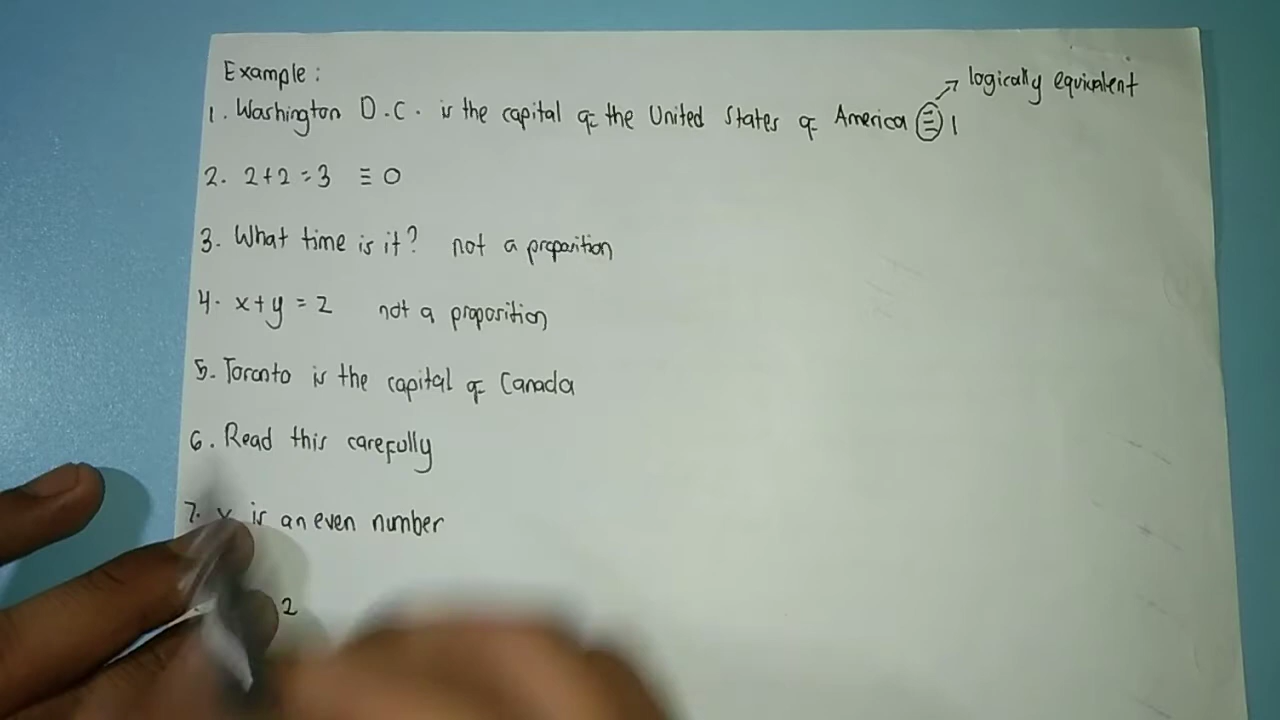 Example :
logically equivalent
1. Washington D.C. is the capital of the United States of America ≡ 1
2. 2+2 = 3 ≡ 0
3. What time is it? not a proposition
4. x+y = 2 not a proposition
5. Toronto is the capital of Canada
6. Read this carefully
7. x is an even number
2